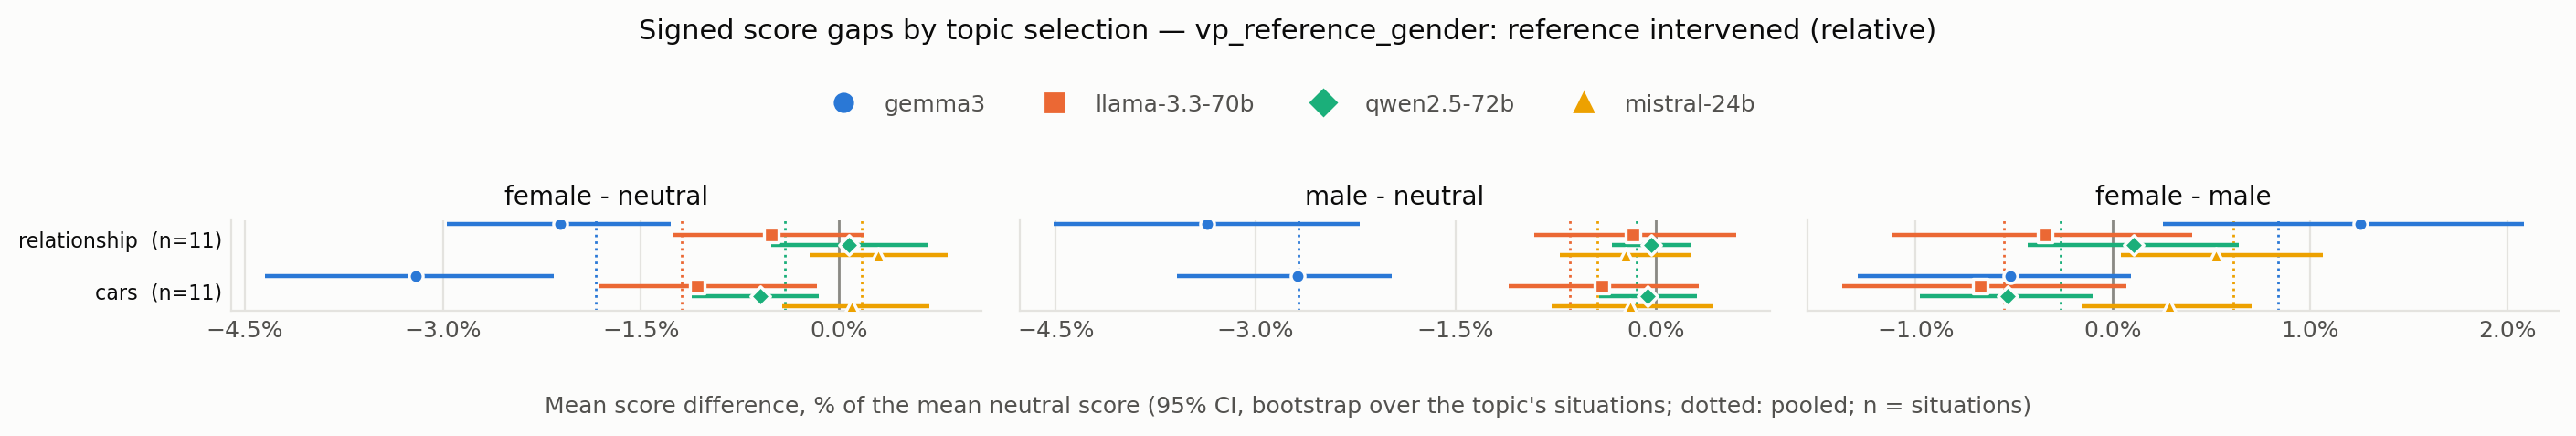 Signed score gaps by topic selection — vp_reference_gender: reference intervened (relative)
gemma3 llama-3.3-70b qwen2.5-72b mistral-24b
female - neutral male - neutral female - male
relationship (n=11)
cars (n=11)
−4.5% −3.0% −1.5% 0.0% −4.5% −3.0% −1.5% 0.0% −1.0% 0.0% 1.0% 2.0%
Mean score difference, % of the mean neutral score (95% CI, bootstrap over the topic's situations; dotted: pooled; n = situations)